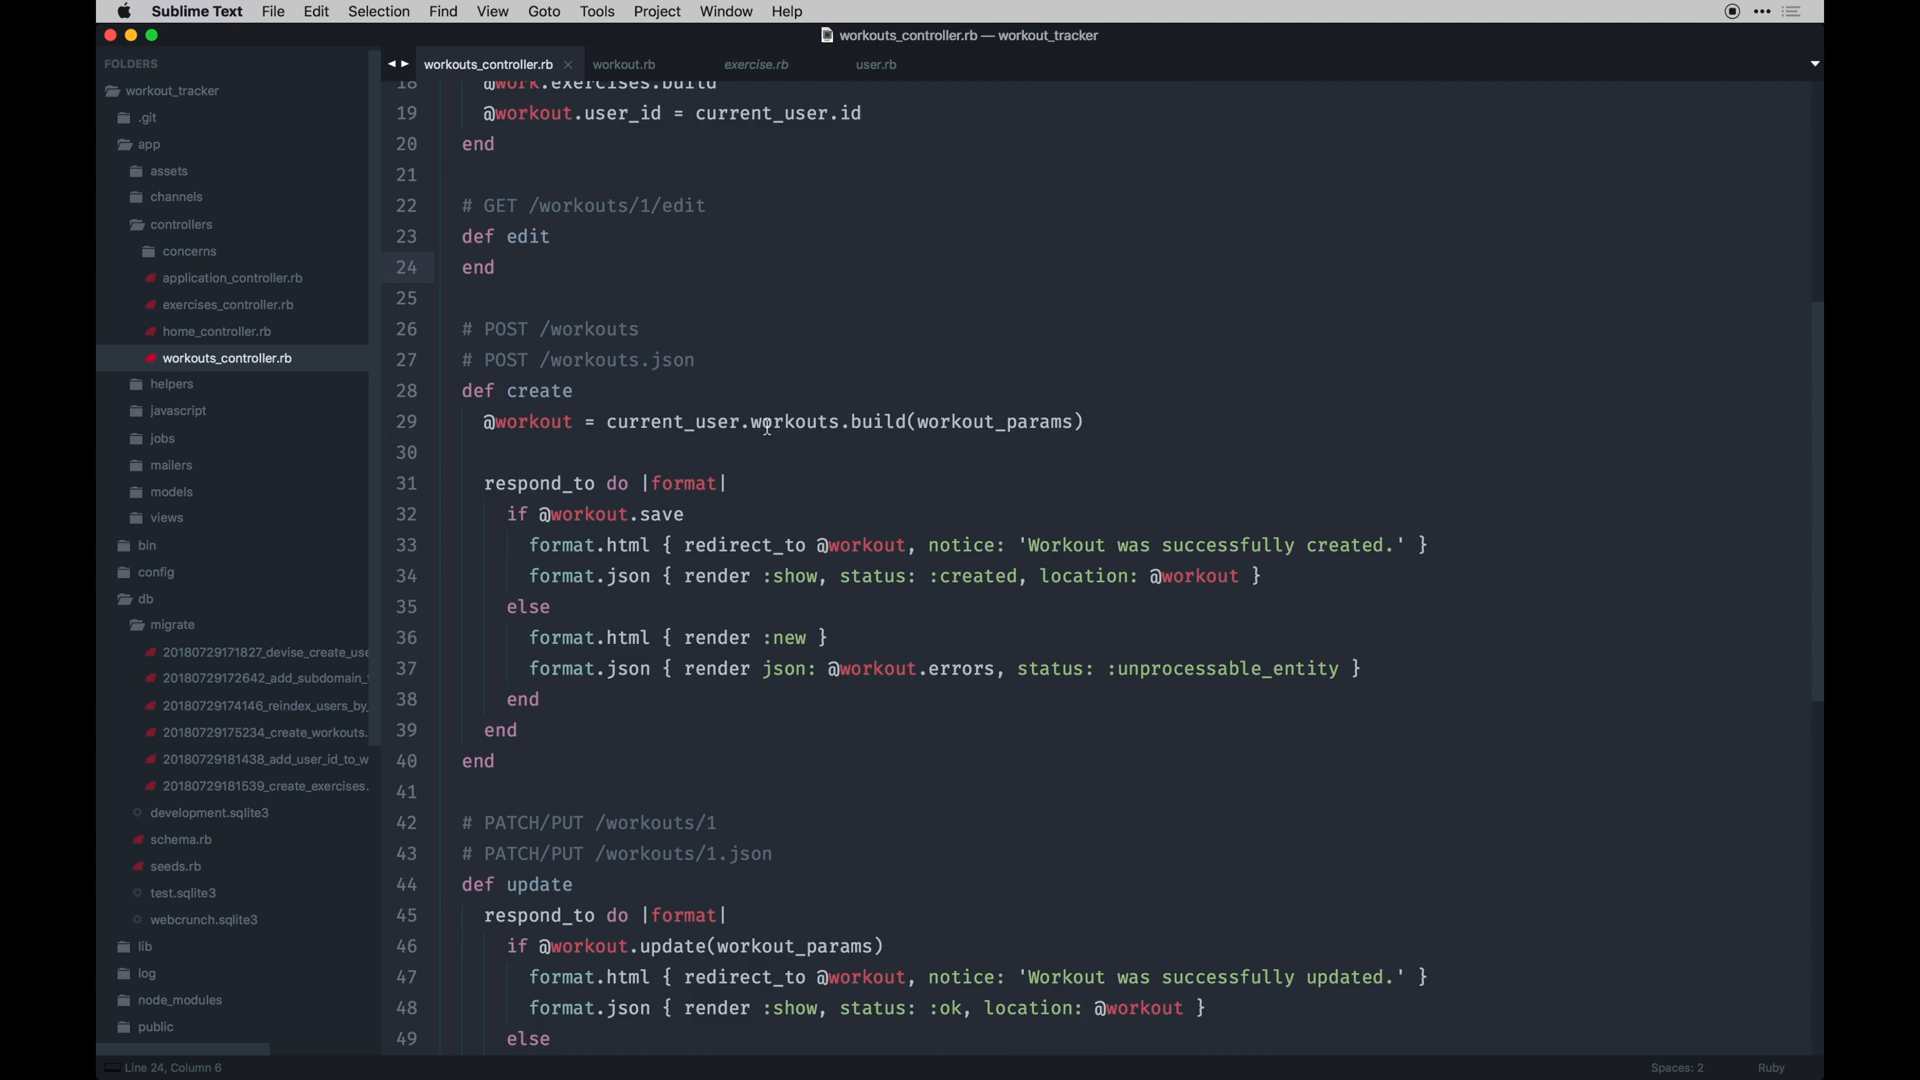 Sublime Text File Edit Selection Find View Goto Tools Project Window Help
workouts_controller.rb — workout_tracker
FOLDERS
workout_tracker
.git
app
assets
channels
controllers
concerns
application_controller.rb
exercises_controller.rb
home_controller.rb
workouts_controller.rb
helpers
javascript
jobs
mailers
models
views
bin
config
db
migrate
20180729171827_devise_create_use
20180729172642_add_subdomain_t
20180729174146_reindex_users_by_
20180729175234_create_workouts.
20180729181438_add_user_id_to_w
20180729181539_create_exercises.
development.sqlite3
schema.rb
seeds.rb
test.sqlite3
webcrunch.sqlite3
lib
log
node_modules
public
workouts_controller.rb workout.rb exercise.rb user.rb
18 @work.exercises.build
19 @workout.user_id = current_user.id
20 end
21
22 # GET /workouts/1/edit
23 def edit
24 end
25
26 # POST /workouts
27 # POST /workouts.json
28 def create
29 @workout = current_user.workouts.build(workout_params)
30
31 respond_to do |format|
32 if @workout.save
33 format.html { redirect_to @workout, notice: 'Workout was successfully created.' }
34 format.json { render :show, status: :created, location: @workout }
35 else
36 format.html { render :new }
37 format.json { render json: @workout.errors, status: :unprocessable_entity }
38 end
39 end
40 end
41
42 # PATCH/PUT /workouts/1
43 # PATCH/PUT /workouts/1.json
44 def update
45 respond_to do |format|
46 if @workout.update(workout_params)
47 format.html { redirect_to @workout, notice: 'Workout was successfully updated.' }
48 format.json { render :show, status: :ok, location: @workout }
49 else
Line 24, Column 6 Spaces: 2 Ruby